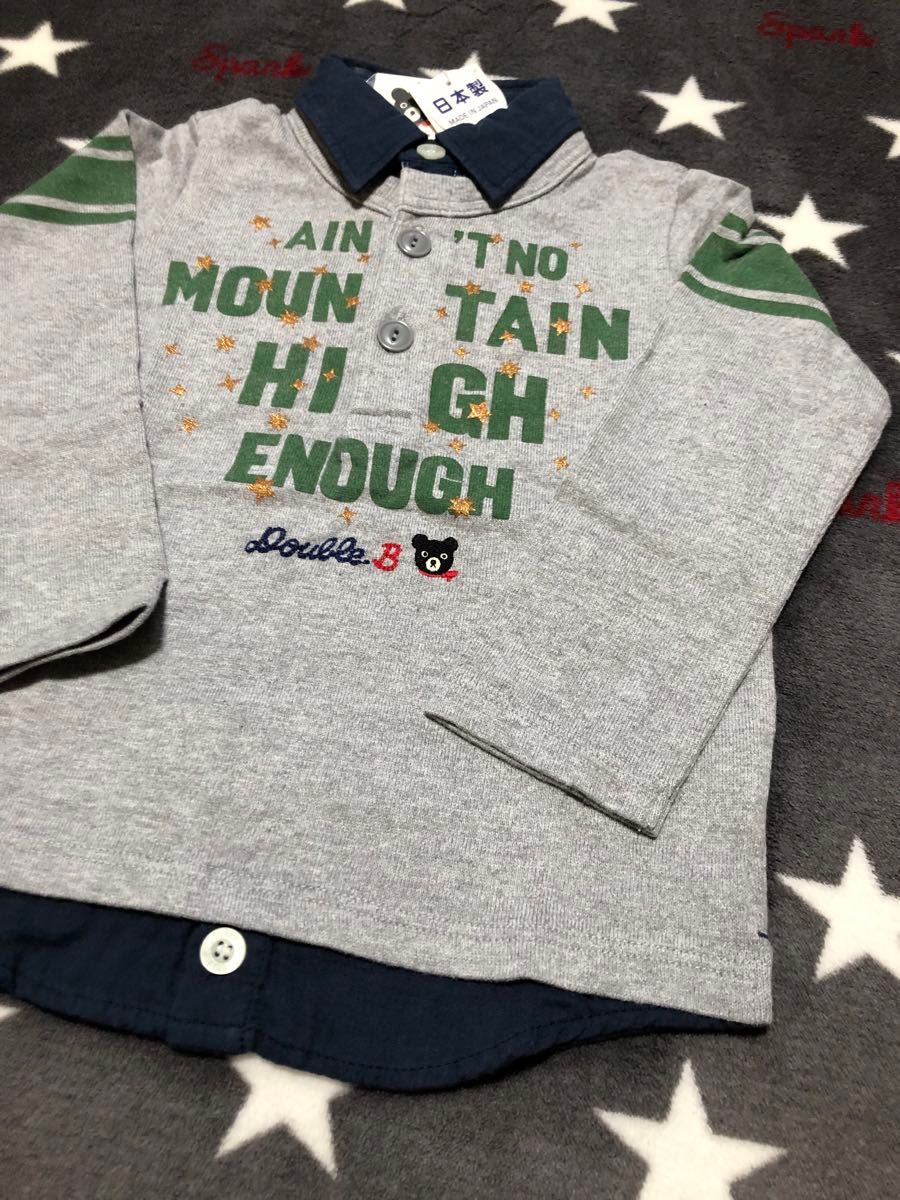 Spark
Spark
日本製
MADE IN JAPAN
AIN 'T NO
MOUN TAIN
HI GH
ENOUGH
Double B